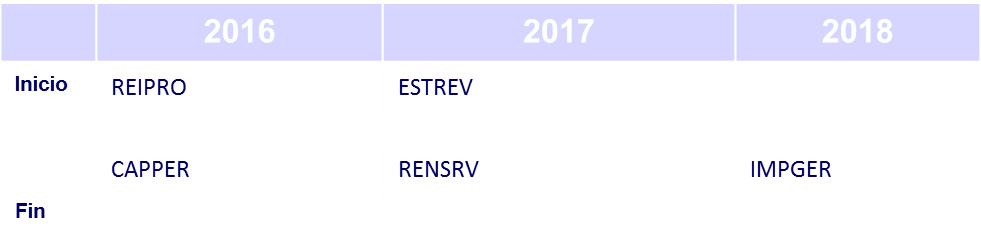 2016 2017 2018
Inicio REIPRO ESTREV
CAPPER RENSRV IMPGER
Fin